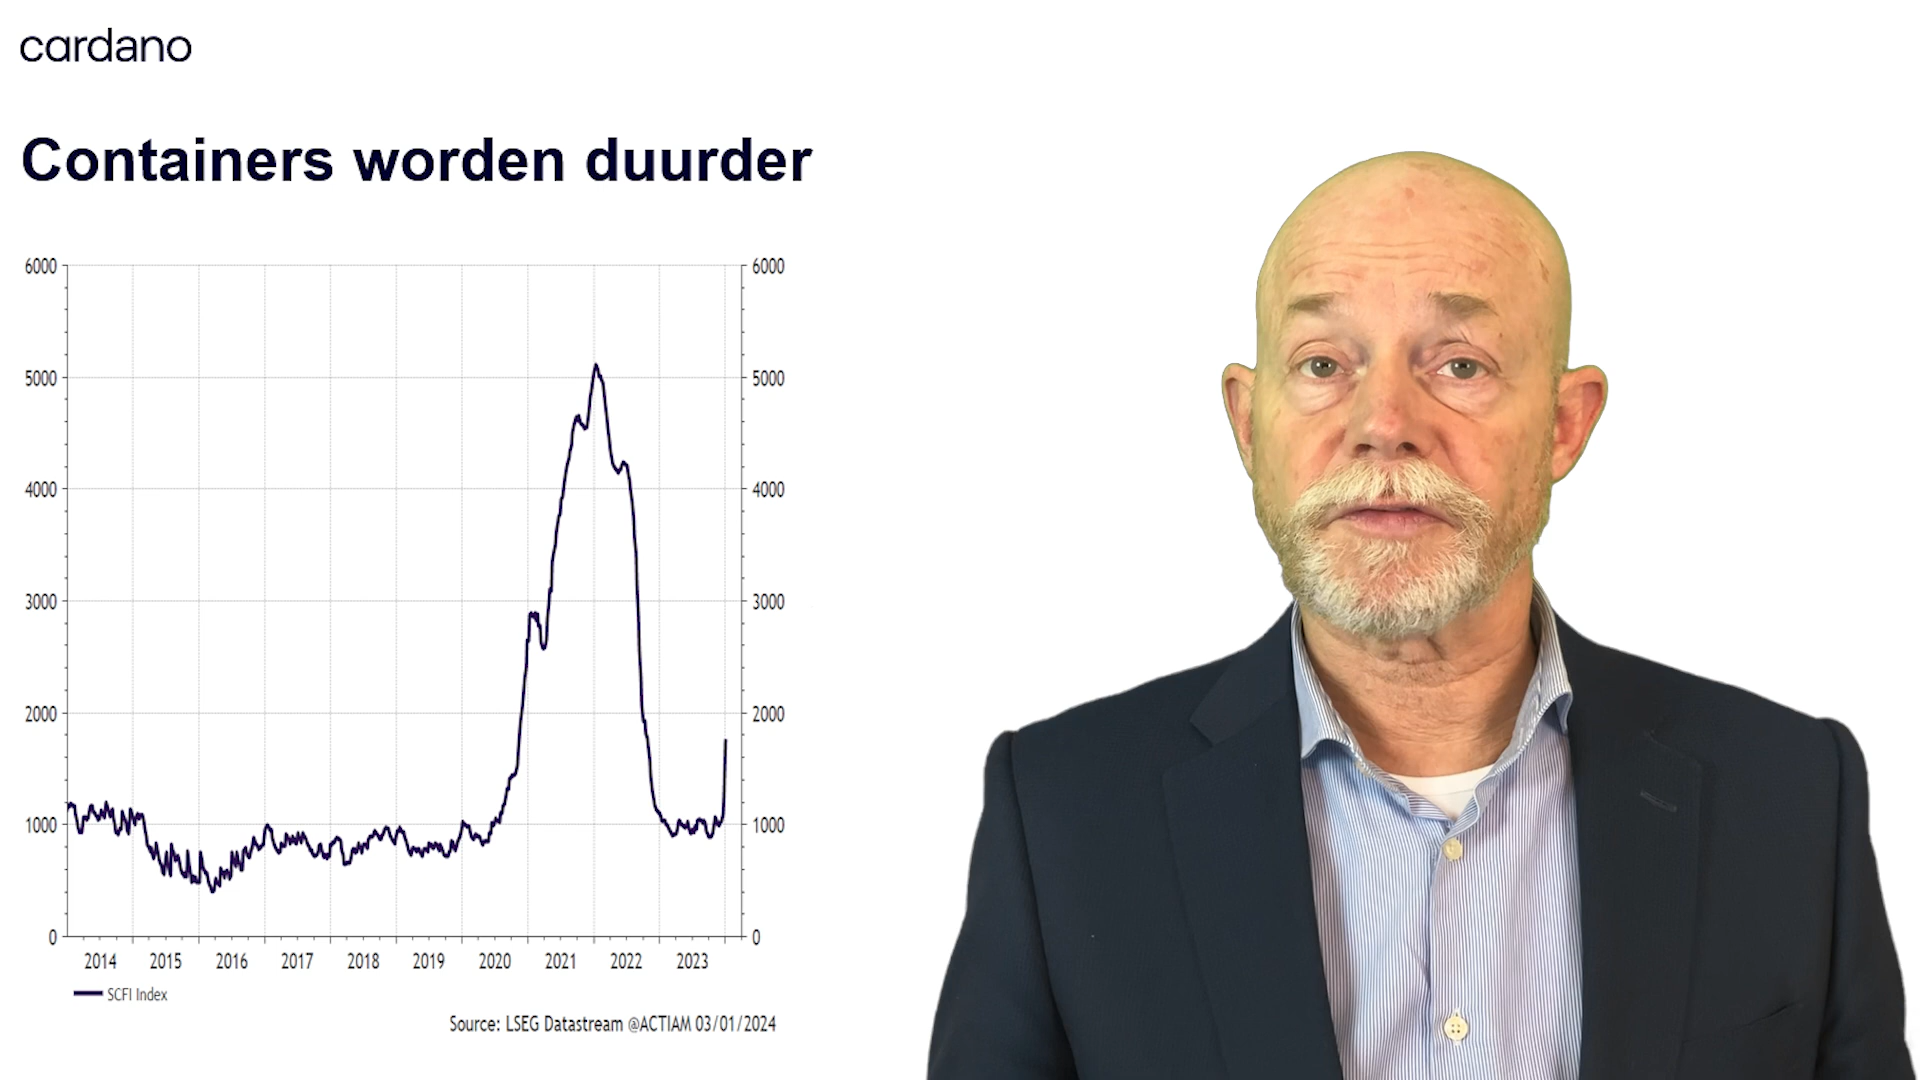 cardano
Containers worden duurder
6000 6000
5000 5000
4000 4000
3000 3000
2000 2000
1000 1000
0 0
2014 2015 2016 2017 2018 2019 2020 2021 2022 2023
SCFI Index
Source: LSEG Datastream @ACTIAM 03/01/2024